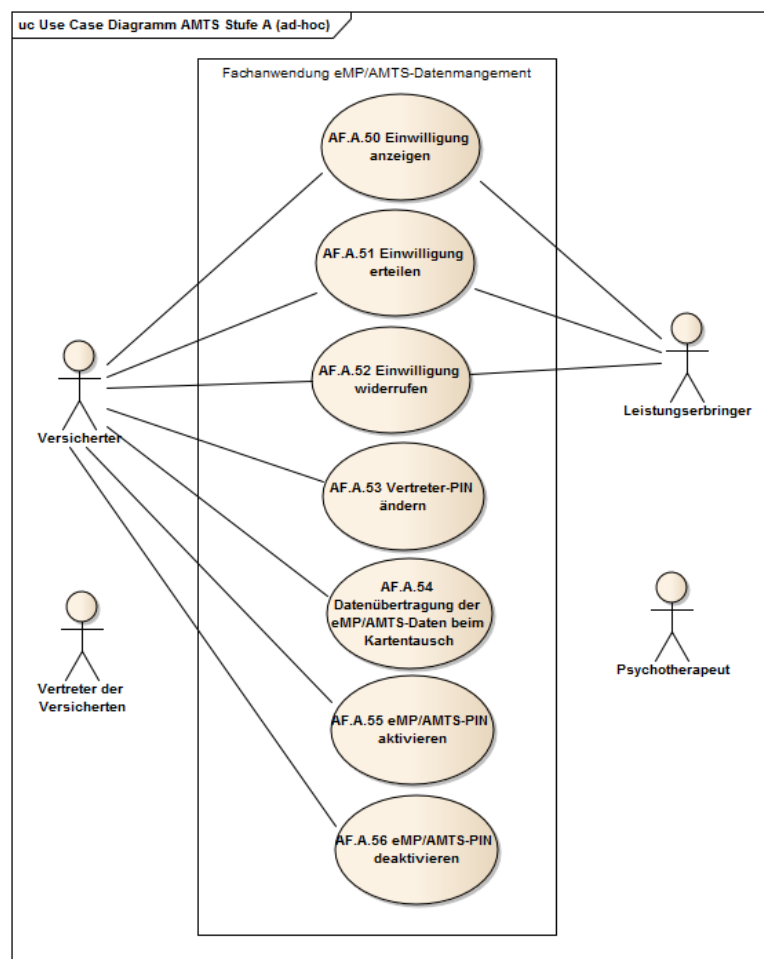 uc Use Case Diagramm AMTS Stufe A (ad-hoc)
Fachanwendung eMP/AMTS-Datenmangement
AF.A.50 Einwilligung
anzeigen
AF.A.51 Einwilligung
erteilen
AF.A.52 Einwilligung
widerrufen
Versicherter
Leistungserbringer
AF.A.53 Vertreter-PIN
ändern
AF.A.54
Datenübertragung der
eMP/AMTS-Daten beim
Kartentausch
Vertreter der
Versicherten
Psychotherapeut
AF.A.55 eMP/AMTS-PIN
aktivieren
AF.A.56 eMP/AMTS-PIN
deaktivieren